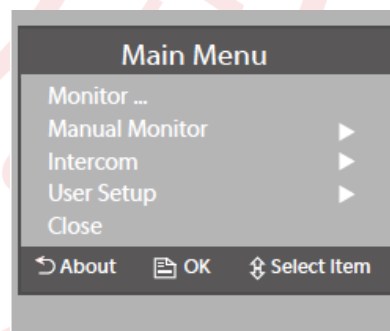 Main Menu
Monitor ...
Manual Monitor
Intercom
User Setup
Close
About OK Select Item